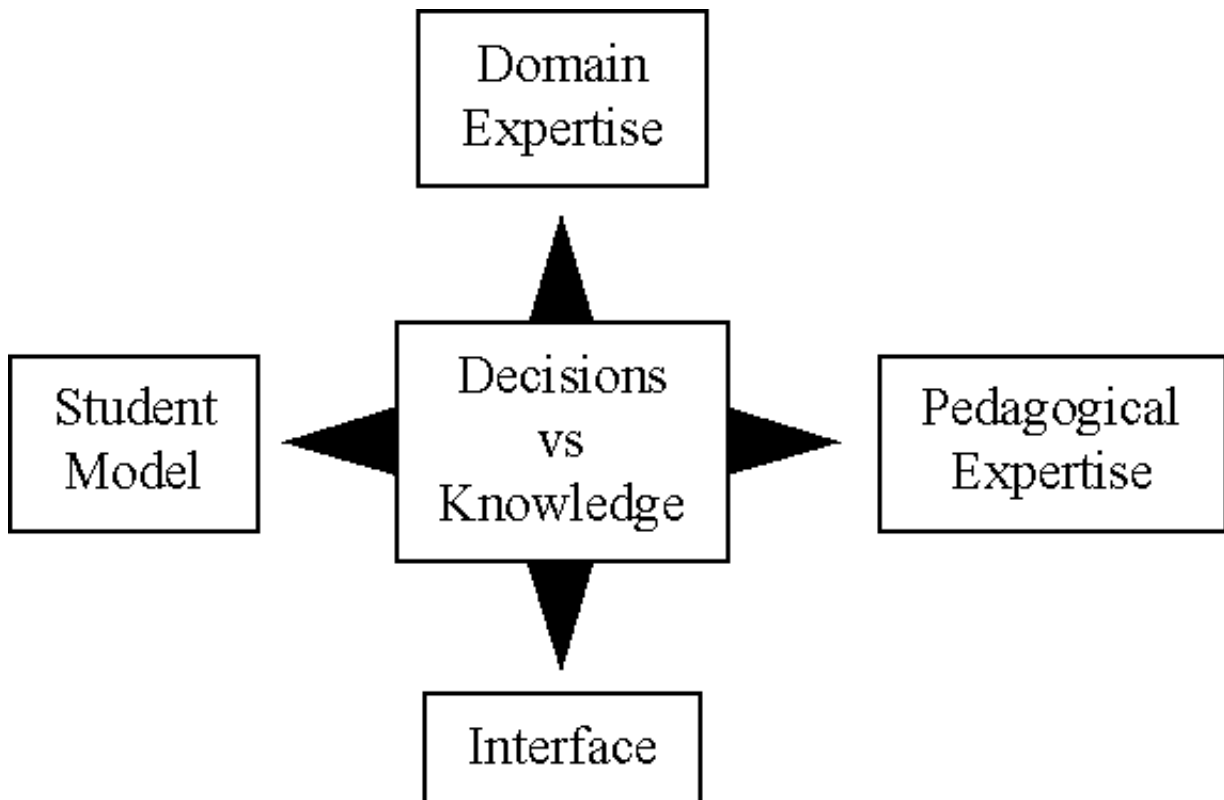 Domain
Expertise
Student
Model
Decisions
vs
Knowledge
Pedagogical
Expertise
Interface